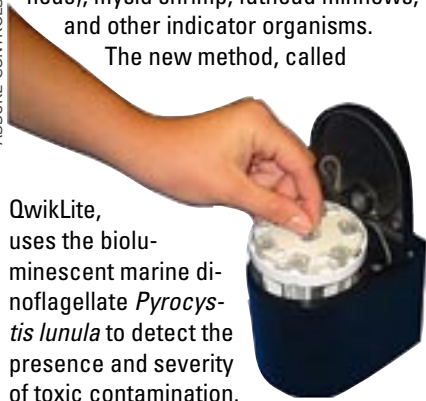 mysid shrimp, fathead minnows,
and other indicator organisms.
The new method, called
QwikLite,
uses the biolu-
minescent marine di-
noflagellate Pyrocys-
tis lunula to detect the
presence and severity
of toxic contamination.